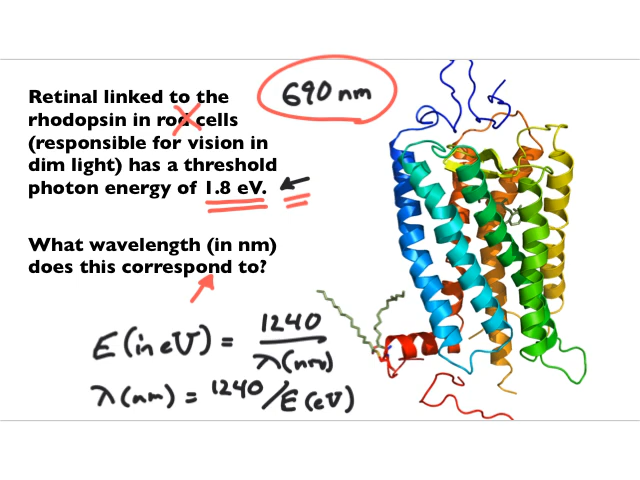 Retinal linked to the
rhodopsin in rod cells
(responsible for vision in
dim light) has a threshold
photon energy of 1.8 eV.
What wavelength (in nm)
does this correspond to?
690 nm
E (in eV) = 1240 / λ(nm)
λ (nm) = 1240/E (eV)